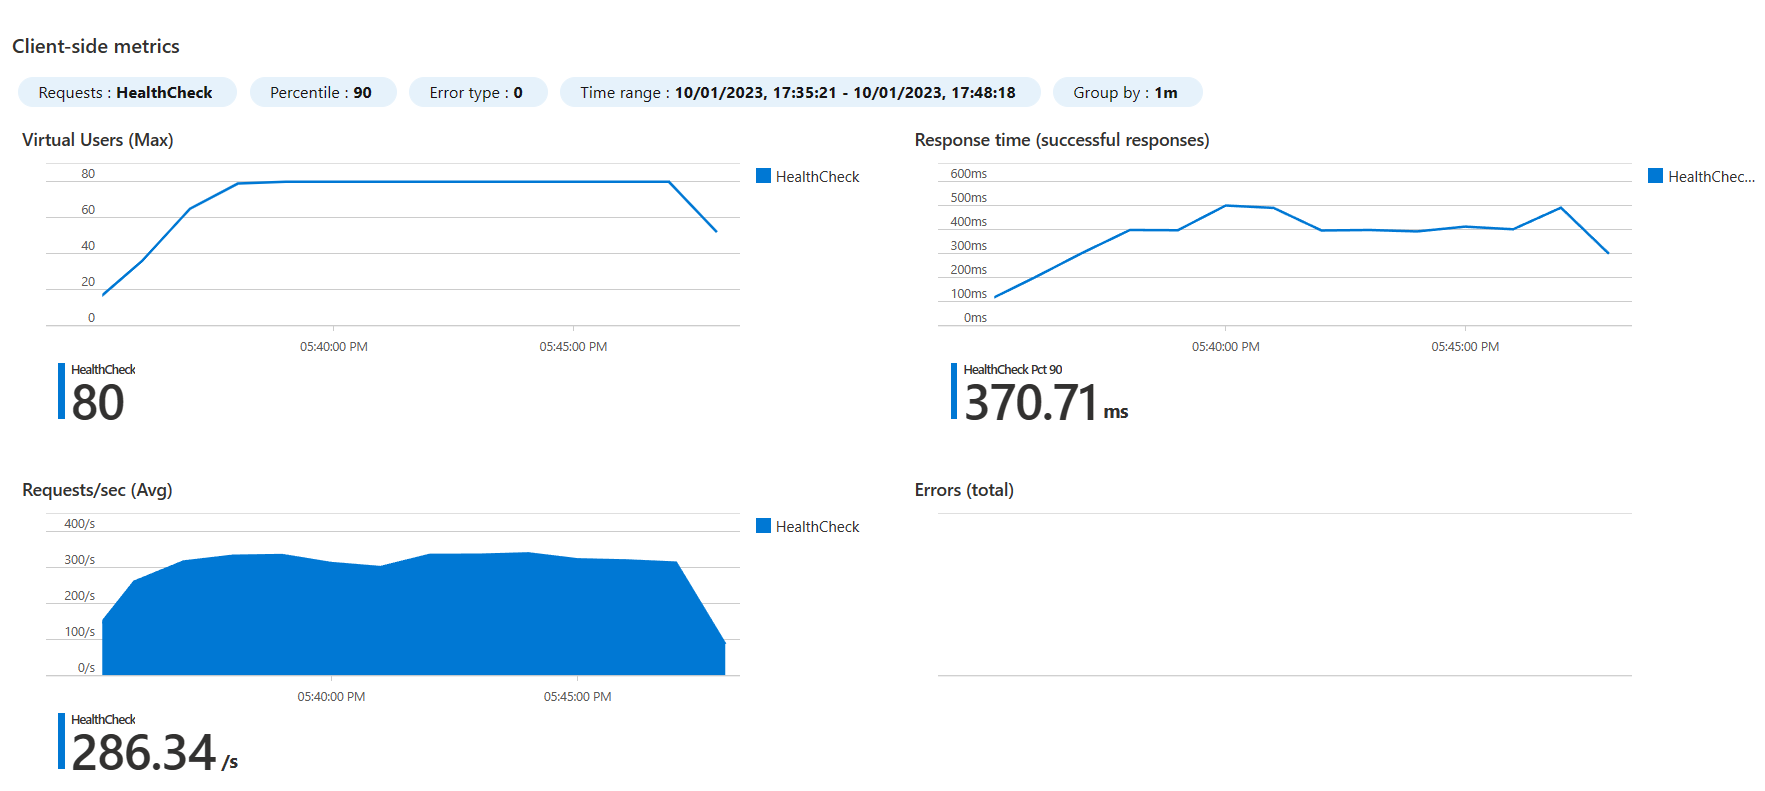 Client-side metrics
Requests : HealthCheck
Percentile : 90
Error type : 0
Time range : 10/01/2023, 17:35:21 - 10/01/2023, 17:48:18
Group by : 1m
Virtual Users (Max)
80
60
40
20
0
05:40:00 PM
05:45:00 PM
HealthCheck
HealthCheck
80
Response time (successful responses)
600ms
500ms
400ms
300ms
200ms
100ms
0ms
05:40:00 PM
05:45:00 PM
HealthChec...
HealthCheck Pct 90
370.71 ms
Requests/sec (Avg)
400/s
300/s
200/s
100/s
0/s
05:40:00 PM
05:45:00 PM
HealthCheck
HealthCheck
286.34 /s
Errors (total)